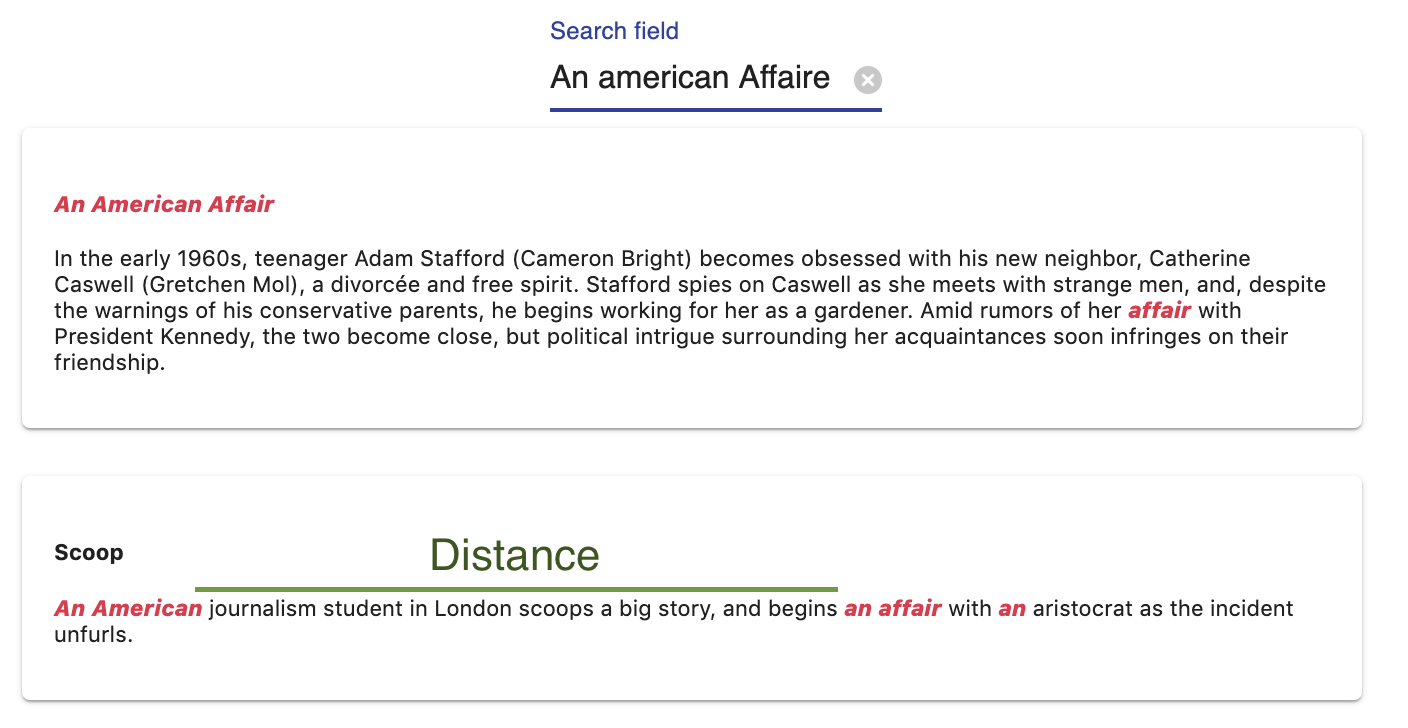 Search field
An american Affaire
An American Affair
In the early 1960s, teenager Adam Stafford (Cameron Bright) becomes obsessed with his new neighbor, Catherine
Caswell (Gretchen Mol), a divorcée and free spirit. Stafford spies on Caswell as she meets with strange men, and, despite
the warnings of his conservative parents, he begins working for her as a gardener. Amid rumors of her affair with
President Kennedy, the two become close, but political intrigue surrounding her acquaintances soon infringes on their
friendship.
Scoop
Distance
An American journalism student in London scoops a big story, and begins an affair with an aristocrat as the incident
unfurls.